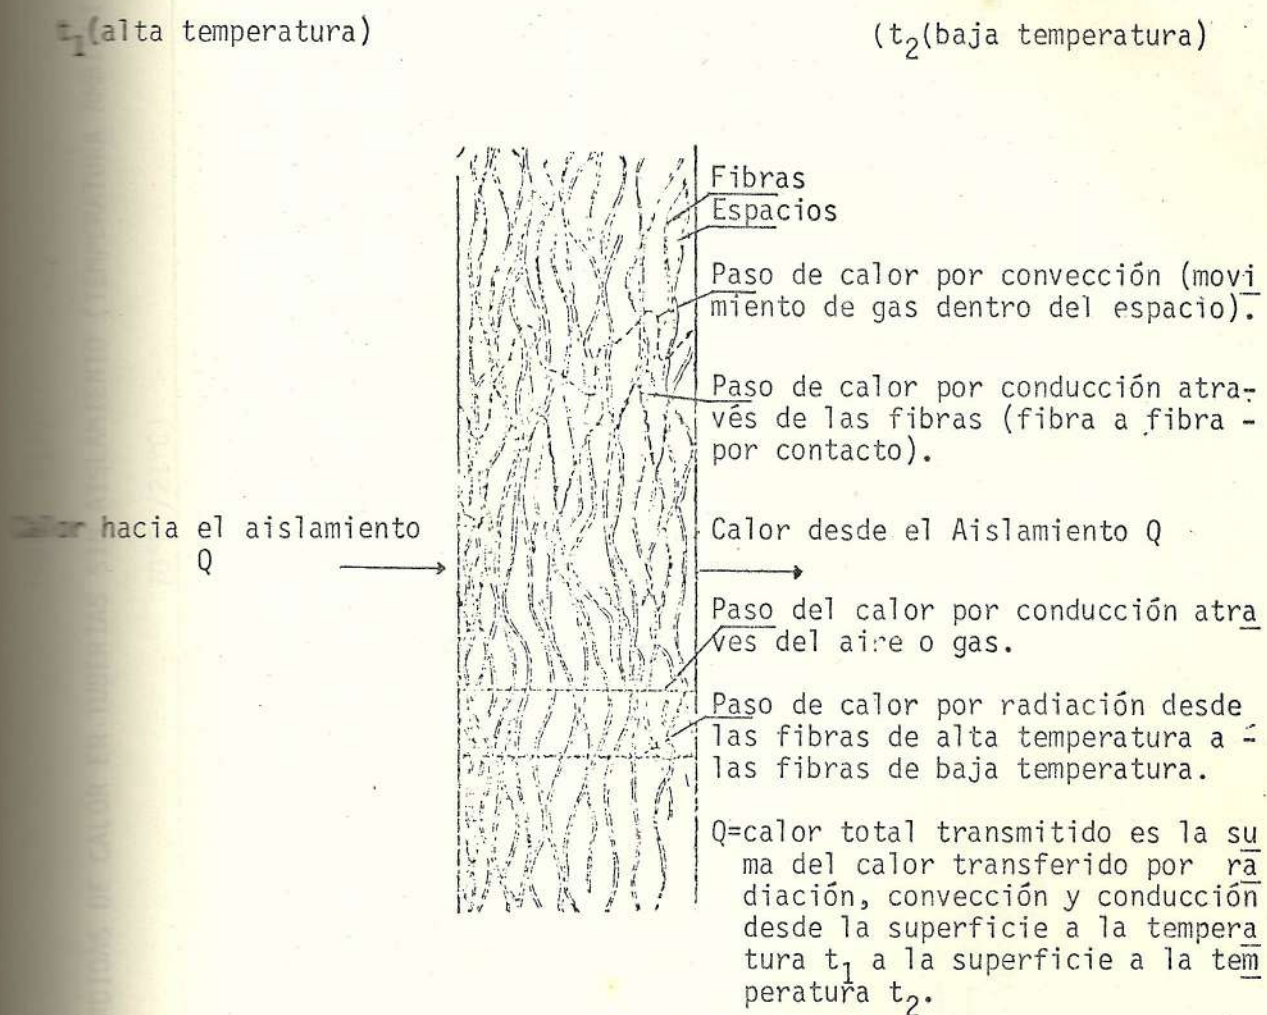 t₁(alta temperatura)
(t₂(baja temperatura)
Fibras
Espacios
Paso de calor por convección (movi
miento de gas dentro del espacio).
Paso de calor por conducción atra-
vés de las fibras (fibra a fibra -
por contacto).
hacia el aislamiento
Q
Calor desde el Aislamiento Q
Paso del calor por conducción atra
ves del aire o gas.
Paso de calor por radiación desde
las fibras de alta temperatura a -
las fibras de baja temperatura.
Q=calor total transmitido es la su
ma del calor transferido por ra
diación, convección y conducción
desde la superficie a la tempera
tura t₁ a la superficie a la tem
peratura t₂.